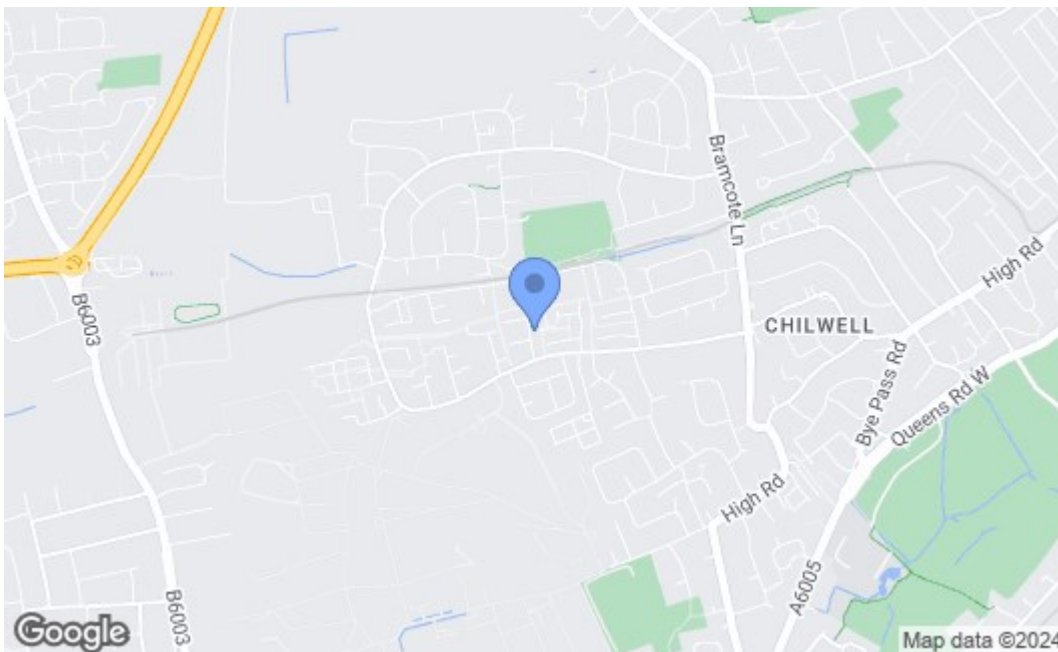 Bramcote Ln
B6003
CHILWELL
High Rd
Bye Pass Rd
Queens Rd W
High Rd
A6005
B6003
Google
Map data ©2024